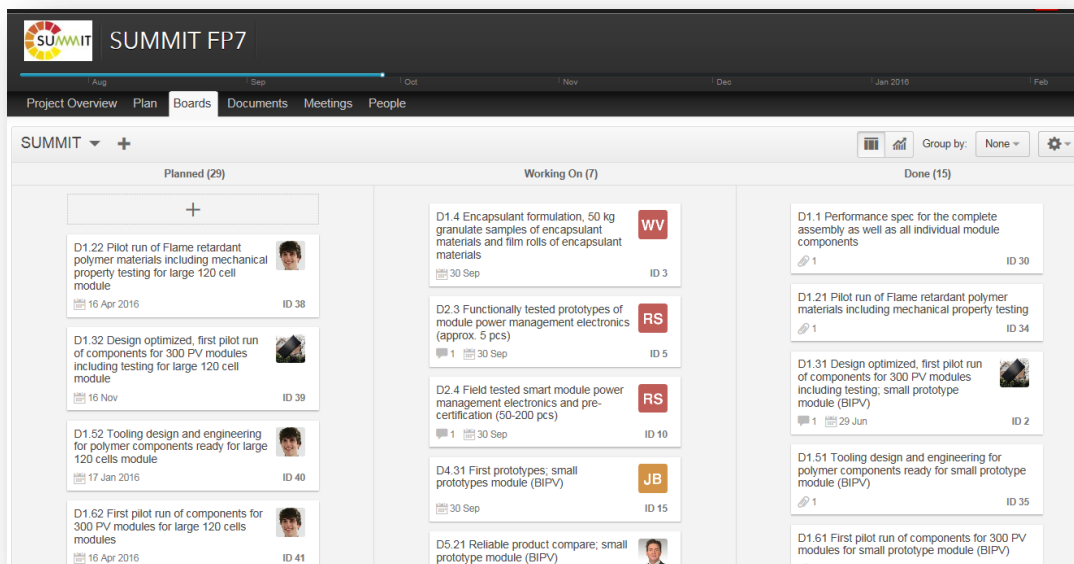 SUMMIT
SUMMIT FP7
Aug
Sep
Oct
Nov
Dec
Jan 2016
Feb
Project Overview
Plan
Boards
Documents
Meetings
People
SUMMIT
Group by:
None
Planned (29)
Working On (7)
Done (15)
D1.22 Pilot run of Flame retardant
polymer materials including mechanical
property testing for large 120 cell
module
16 Apr 2016
ID 38
D1.32 Design optimized, first pilot run
of components for 300 PV modules
including testing for large 120 cell
module
16 Nov
ID 39
D1.52 Tooling design and engineering
for polymer components ready for large
120 cells module
17 Jan 2016
ID 40
D1.62 First pilot run of components for
300 PV modules for large 120 cells
modules
16 Apr 2016
ID 41
D1.4 Encapsulant formulation, 50 kg
granulate samples of encapsulant
materials and film rolls of encapsulant
materials
WV
30 Sep
ID 3
D2.3 Functionally tested prototypes of
module power management electronics
(approx. 5 pcs)
RS
1
30 Sep
ID 5
D2.4 Field tested smart module power
management electronics and pre-
certification (50-200 pcs)
RS
1
30 Sep
ID 10
D4.31 First prototypes; small
prototypes module (BIPV)
JB
30 Sep
ID 15
D5.21 Reliable product compare; small
prototype module (BIPV)
D1.1 Performance spec for the complete
assembly as well as all individual module
components
1
ID 30
D1.21 Pilot run of Flame retardant polymer
materials including mechanical property testing
1
ID 34
D1.31 Design optimized, first pilot run
of components for 300 PV modules
including testing; small prototype
module (BIPV)
1
29 Jun
ID 2
D1.51 Tooling design and engineering for
polymer components ready for small prototype
module (BIPV)
1
ID 35
D1.61 First pilot run of components for 300 PV
modules for small prototype module (BIPV)